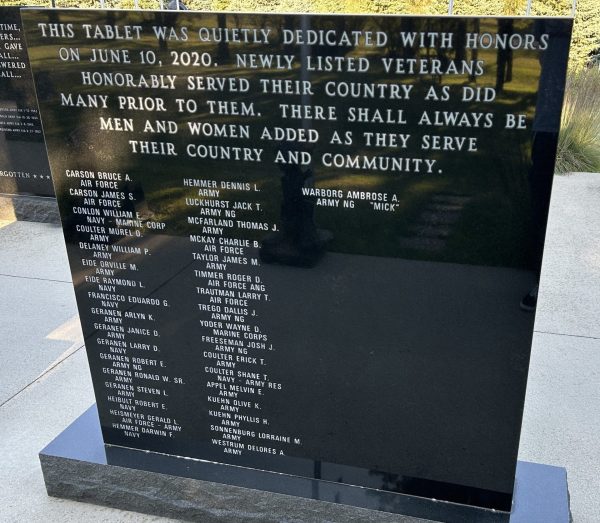 TIME,
ERS...
GAVE
ALL...
WERED
ALL...
GOTTEN ★ ★ ★
THIS TABLET WAS QUIETLY DEDICATED WITH HONORS
ON JUNE 10, 2020. NEWLY LISTED VETERANS
HONORABLY SERVED THEIR COUNTRY AS DID
MANY PRIOR TO THEM. THERE SHALL ALWAYS BE
MEN AND WOMEN ADDED AS THEY SERVE
THEIR COUNTRY AND COMMUNITY.
CARSON BRUCE A.
AIR FORCE
CARSON JAMES S.
AIR FORCE
CONLON WILLIAM E.
NAVY - MARINE CORP
COULTER MUREL O.
ARMY
DELANEY WILLIAM P.
ARMY
EIDE ORVILLE M.
ARMY
EIDE RAYMOND L.
NAVY
FRANCISCO EDUARDO G.
NAVY
GERANEN ARLYN K.
ARMY
GERANEN JANICE D.
ARMY
GERANEN LARRY D.
NAVY
GERANEN ROBERT E.
ARMY NG
GERANEN RONALD W. SR.
ARMY
GERANEN STEVEN L.
ARMY
HEIBULT ROBERT E.
NAVY
HEISMEYER GERALD L.
AIR FORCE - ARMY
HEMMER DARWIN F.
NAVY
HEMMER DENNIS L.
ARMY
LUCKHURST JACK T.
ARMY NG
MCFARLAND THOMAS J.
ARMY
MCKAY CHARLIE B.
AIR FORCE
TAYLOR JAMES M.
ARMY
TIMMER ROGER D.
AIR FORCE ANG
TRAUTMAN LARRY T.
AIR FORCE
TREGO DALLIS J.
ARMY NG
YODER WAYNE D.
MARINE CORPS
FREESEMAN JOSH J.
ARMY NG
COULTER ERICK T.
ARMY
COULTER SHANE T.
NAVY - ARMY RES
APPEL MELVIN E.
ARMY
KUEHN OLIVE K.
ARMY
KUEHN PHYLLIS H.
ARMY
SONNENBURG LORRAINE M.
ARMY
WESTRUM DELORES A.
ARMY
WARBORG AMBROSE A.
ARMY NG "MICK"